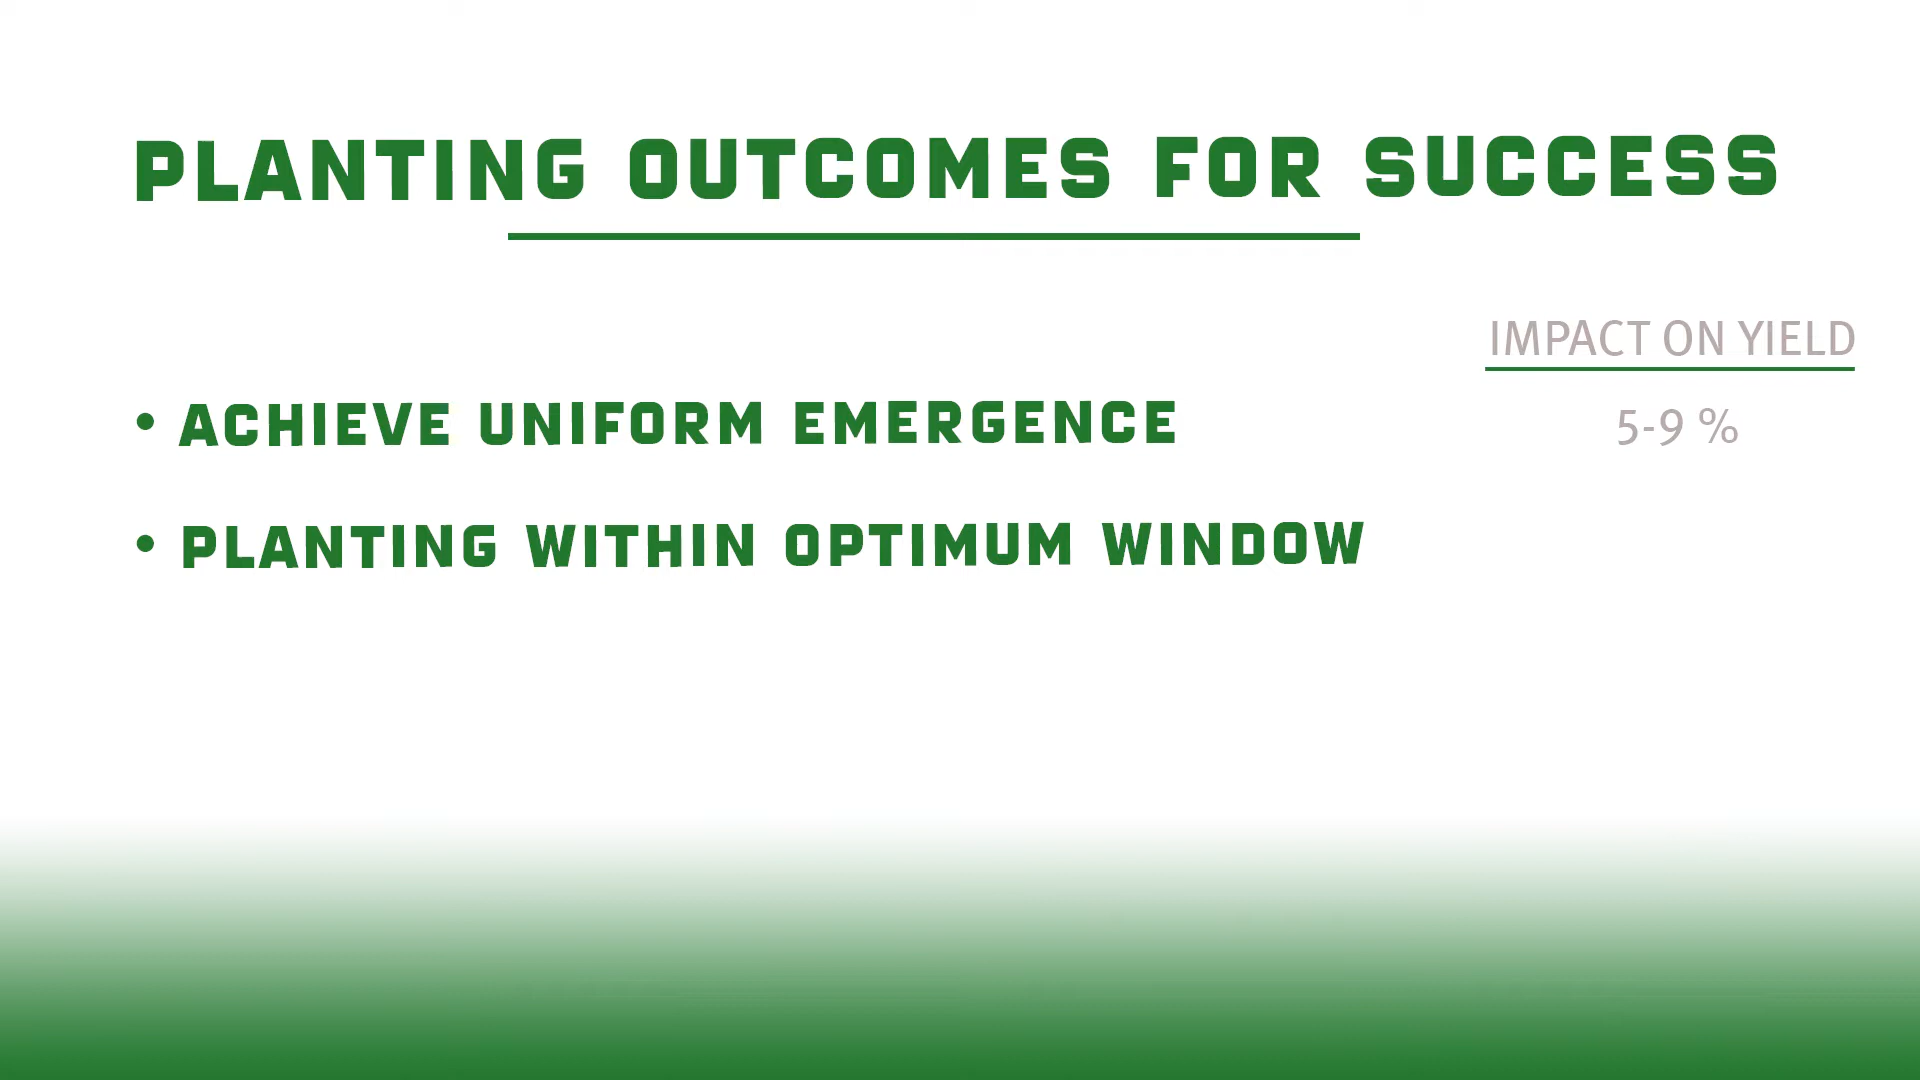 PLANTING OUTCOMES FOR SUCCESS
IMPACT ON YIELD
• ACHIEVE UNIFORM EMERGENCE 5-9 %
• PLANTING WITHIN OPTIMUM WINDOW